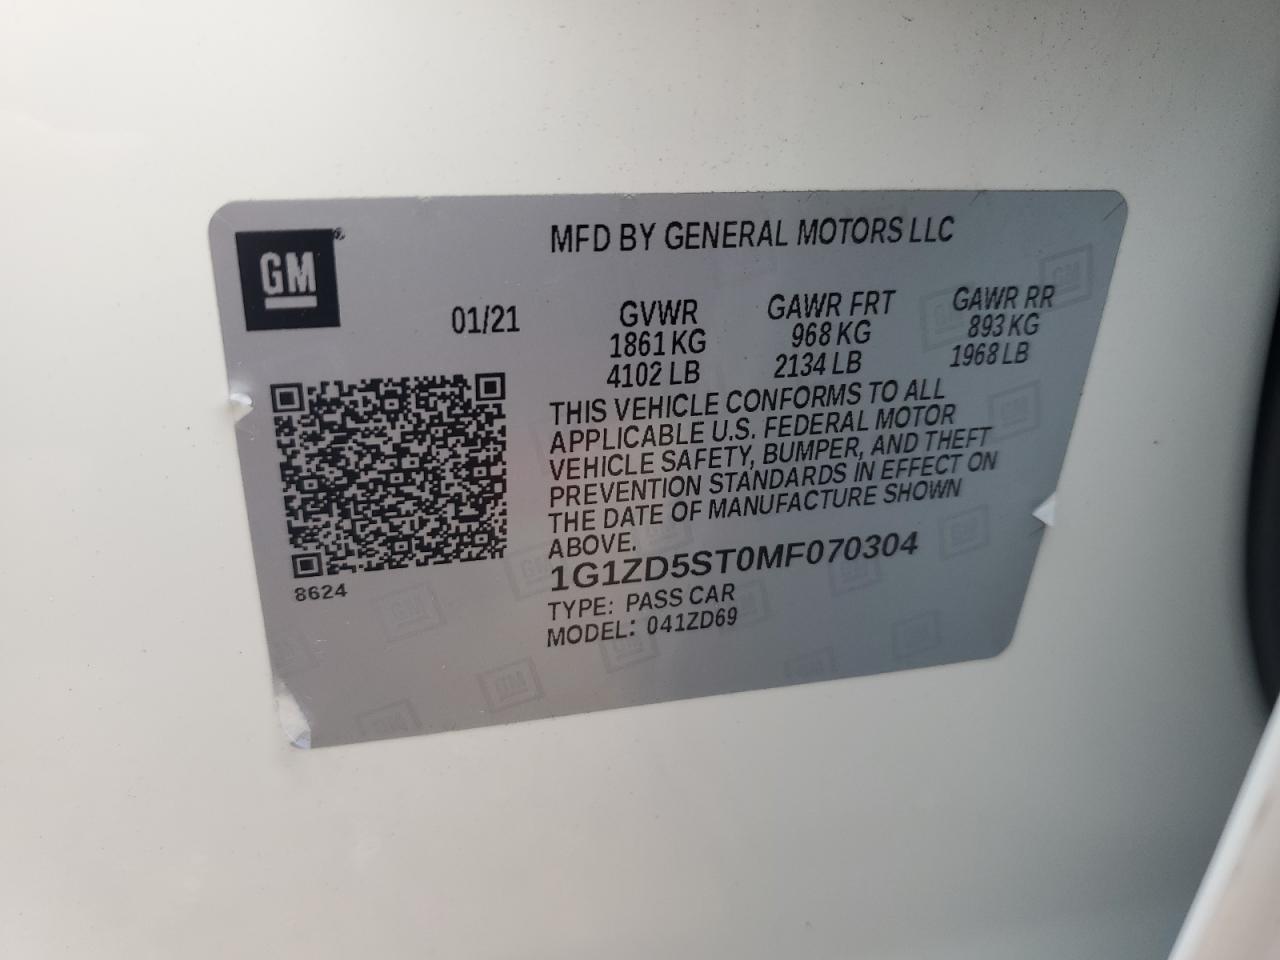 GM
MFD BY GENERAL MOTORS LLC
01/21
GVWR
1861 KG
4102 LB
GAWR FRT
968 KG
2134 LB
GAWR RR
893 KG
1968 LB
THIS VEHICLE CONFORMS TO ALL
APPLICABLE U.S. FEDERAL MOTOR
VEHICLE SAFETY, BUMPER, AND THEFT
PREVENTION STANDARDS IN EFFECT ON
THE DATE OF MANUFACTURE SHOWN
ABOVE.
1G1ZD5ST0MF070304
TYPE: PASS CAR
MODEL: 041ZD69
8624